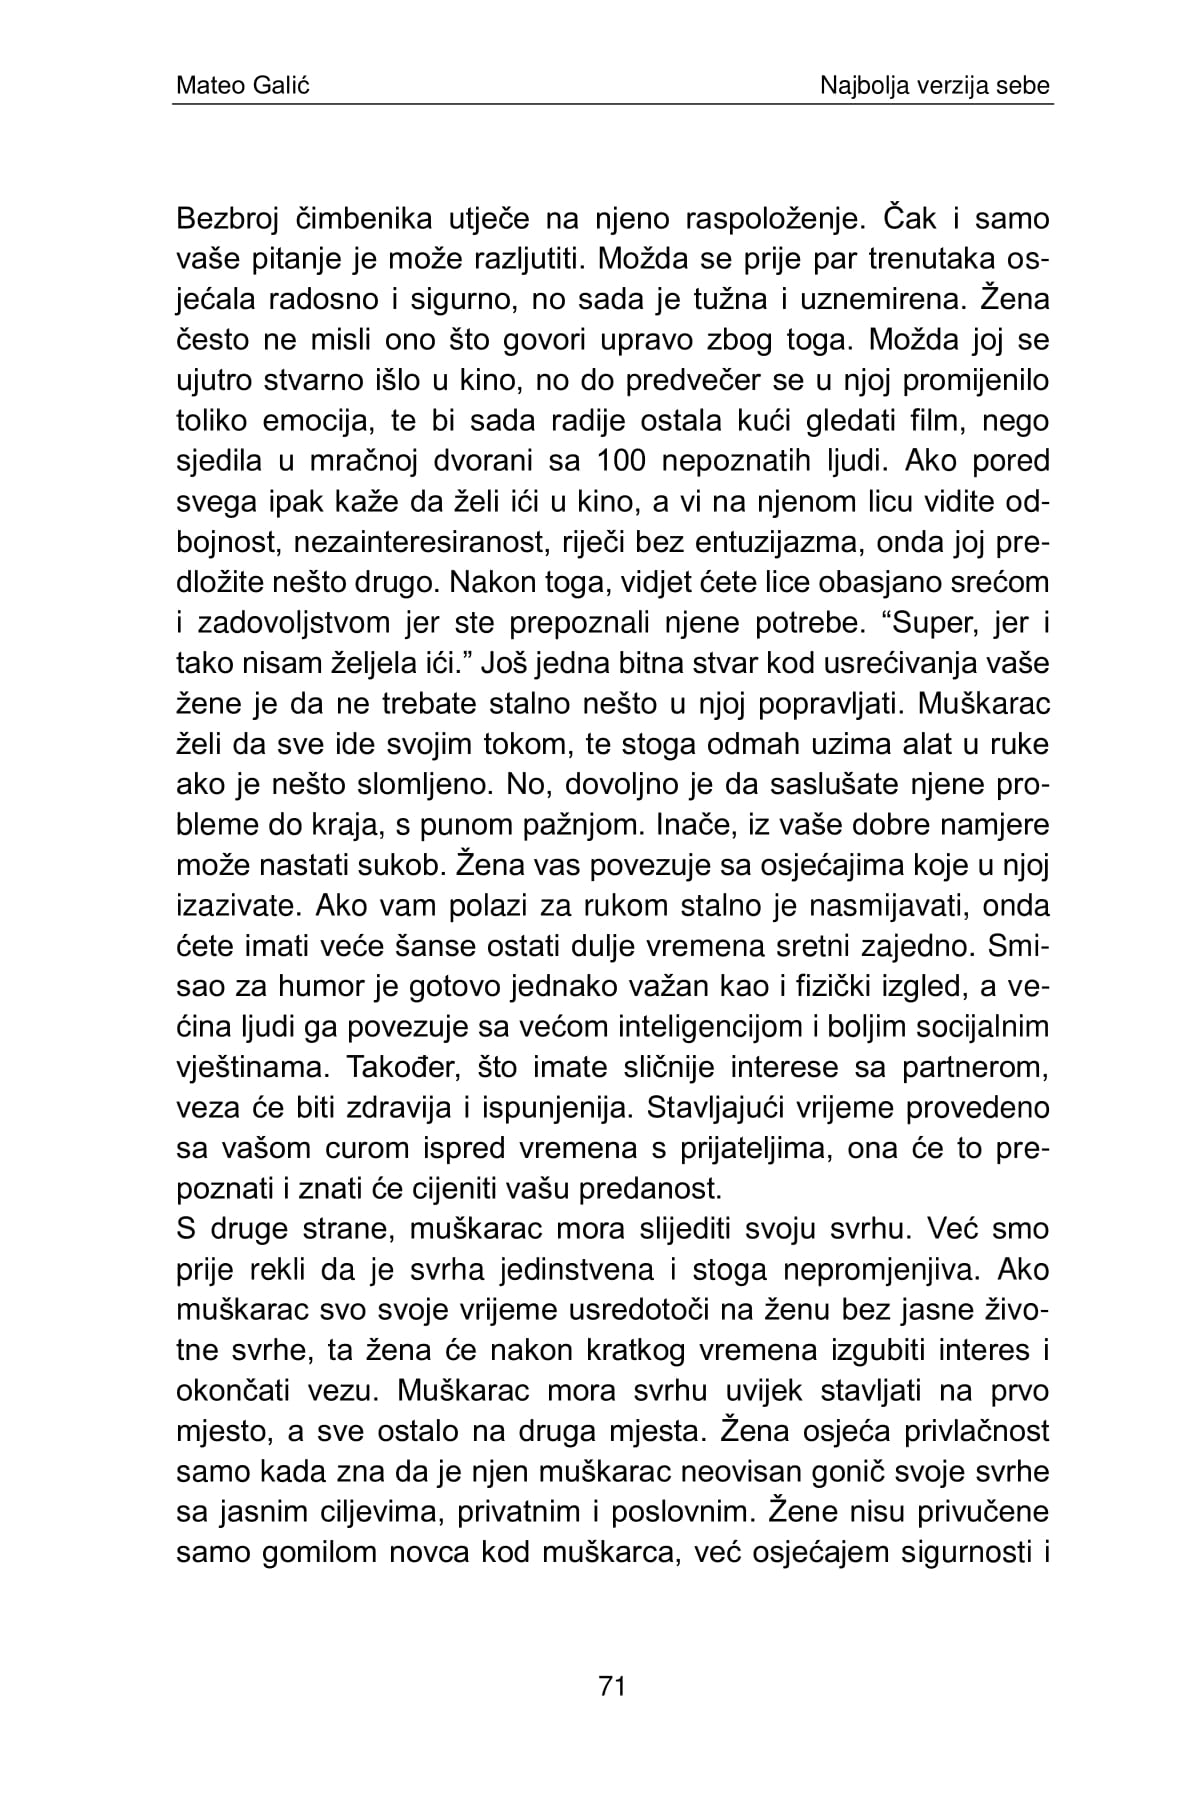 Mateo Galić
Najbolja verzija sebe
Bezbroj čimbenika utječe na njeno raspoloženje. Čak i samo
vaše pitanje je može razljutiti. Možda se prije par trenutaka os-
jećala radosno i sigurno, no sada je tužna i uznemirena. Žena
često ne misli ono što govori upravo zbog toga. Možda joj se
ujutro stvarno išlo u kino, no do predvečer se u njoj promijenilo
toliko emocija, te bi sada radije ostala kući gledati film, nego
sjedila u mračnoj dvorani sa 100 nepoznatih ljudi. Ako pored
svega ipak kaže da želi ići u kino, a vi na njenom licu vidite od-
bojnost, nezainteresiranost, riječi bez entuzijazma, onda joj pre-
dložite nešto drugo. Nakon toga, vidjet ćete lice obasjano srećom
i zadovoljstvom jer ste prepoznali njene potrebe. “Super, jer i
tako nisam željela ići.” Još jedna bitna stvar kod usrećivanja vaše
žene je da ne trebate stalno nešto u njoj popravljati. Muškarac
želi da sve ide svojim tokom, te stoga odmah uzima alat u ruke
ako je nešto slomljeno. No, dovoljno je da saslušate njene pro-
bleme do kraja, s punom pažnjom. Inače, iz vaše dobre namjere
može nastati sukob. Žena vas povezuje sa osjećajima koje u njoj
izazivate. Ako vam polazi za rukom stalno je nasmijavati, onda
ćete imati veće šanse ostati dulje vremena sretni zajedno. Smi-
sao za humor je gotovo jednako važan kao i fizički izgled, a ve-
ćina ljudi ga povezuje sa većom inteligencijom i boljim socijalnim
vještinama. Također, što imate sličnije interese sa partnerom,
veza će biti zdravija i ispunjenija. Stavljajući vrijeme provedeno
sa vašom curom ispred vremena s prijateljima, ona će to pre-
poznati i znati će cijeniti vašu predanost.
S druge strane, muškarac mora slijediti svoju svrhu. Već smo
prije rekli da je svrha jedinstvena i stoga nepromjenjiva. Ako
muškarac svo svoje vrijeme usredotoči na ženu bez jasne živo-
tne svrhe, ta žena će nakon kratkog vremena izgubiti interes i
okončati vezu. Muškarac mora svrhu uvijek stavljati na prvo
mjesto, a sve ostalo na druga mjesta. Žena osjeća privlačnost
samo kada zna da je njen muškarac neovisan gonič svoje svrhe
sa jasnim ciljevima, privatnim i poslovnim. Žene nisu privučene
samo gomilom novca kod muškarca, već osjećajem sigurnosti i
71